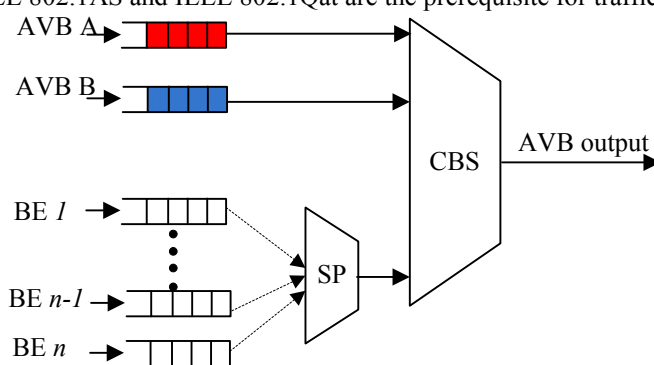 EE 802.1AS and IEEE 802.1Qat are the prerequisite for traffic
AVB A
AVB B
CBS
AVB output
BE 1
SP
BE n-1
BE n